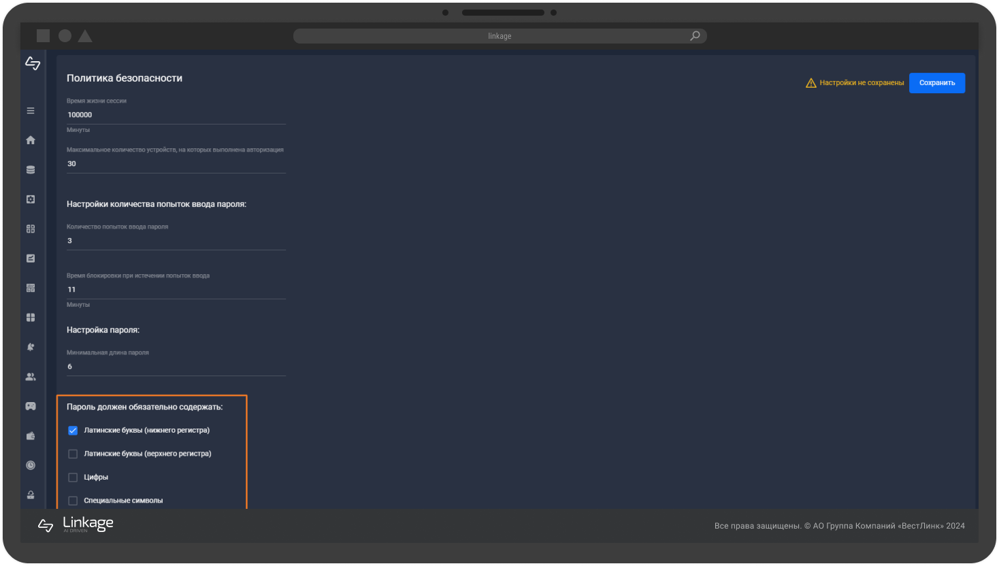 linkage
Политика безопасности
Настройки не сохранены
Сохранить
Время жизни сессии
100000
Минуты
Максимальное количество устройств, на которых выполнена авторизация
30
Настройки количества попыток ввода пароля:
Количество попыток ввода пароля
3
Время блокировки при истечении попыток ввода
11
Минуты
Настройка пароля:
Минимальная длина пароля
6
Пароль должен обязательно содержать:
Латинские буквы (нижнего регистра)
Латинские буквы (верхнего регистра)
Цифры
Специальные символы
Linkage
AI DRIVEN
Все права защищены. © АО Группа Компаний «ВестЛинк» 2024